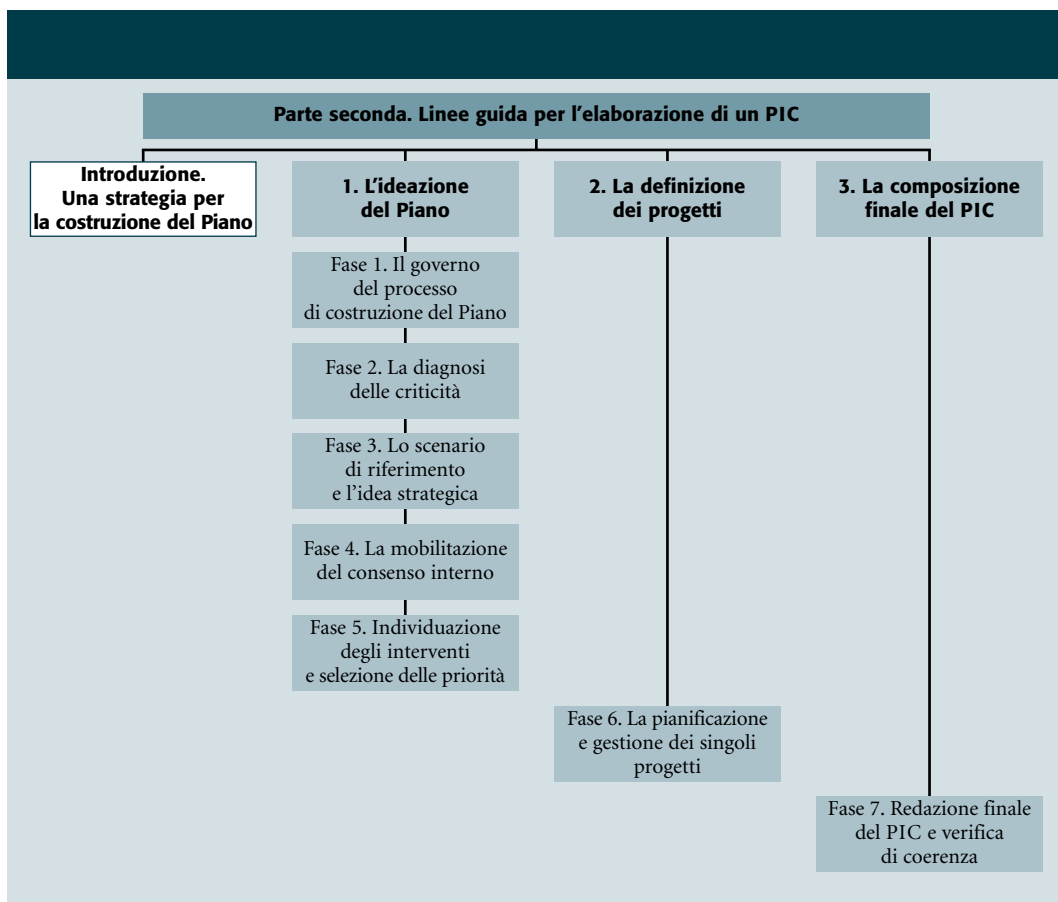 Parte seconda. Linee guida per l'elaborazione di un PIC
Introduzione.
Una strategia per
la costruzione del Piano
1. L'ideazione
del Piano
2. La definizione
dei progetti
3. La composizione
finale del PIC
Fase 1. Il governo
del processo
di costruzione del Piano
Fase 2. La diagnosi
delle criticità
Fase 3. Lo scenario
di riferimento
e l'idea strategica
Fase 4. La mobilitazione
del consenso interno
Fase 5. Individuazione
degli interventi
e selezione delle priorità
Fase 6. La pianificazione
e gestione dei singoli
progetti
Fase 7. Redazione finale
del PIC e verifica
di coerenza